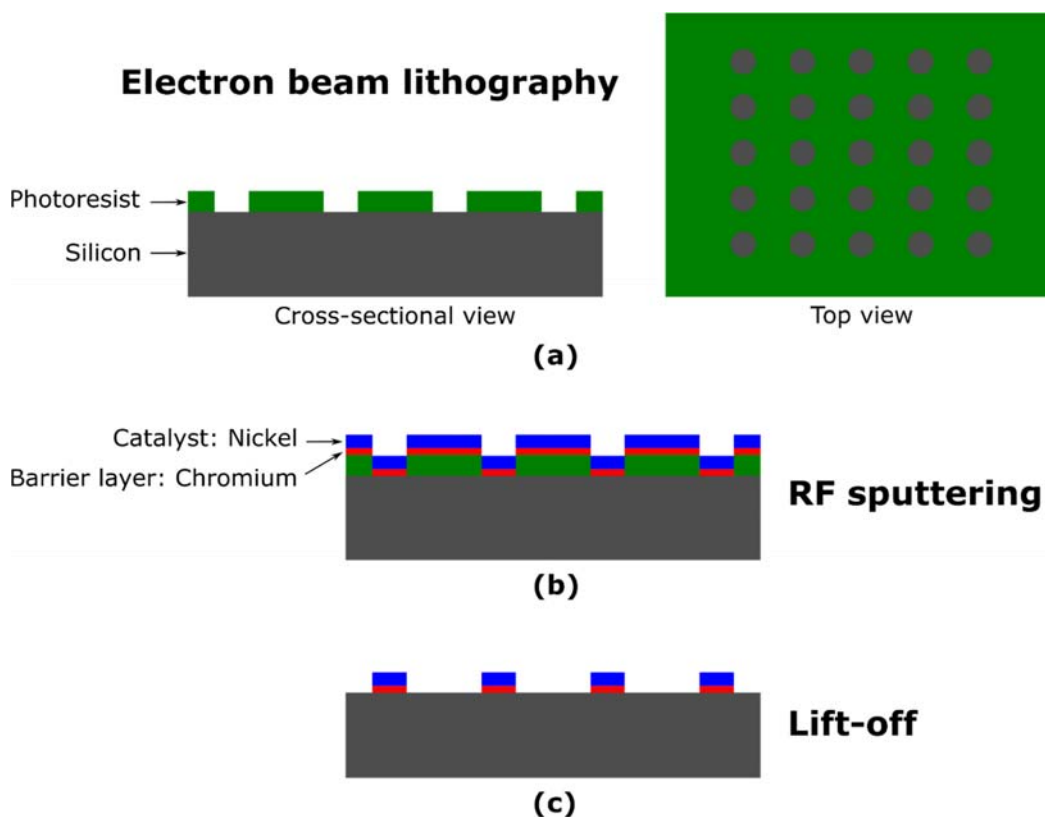 Electron beam lithography
Photoresist
Silicon
Cross-sectional view
Top view
(a)
Catalyst: Nickel
Barrier layer: Chromium
RF sputtering
(b)
Lift-off
(c)